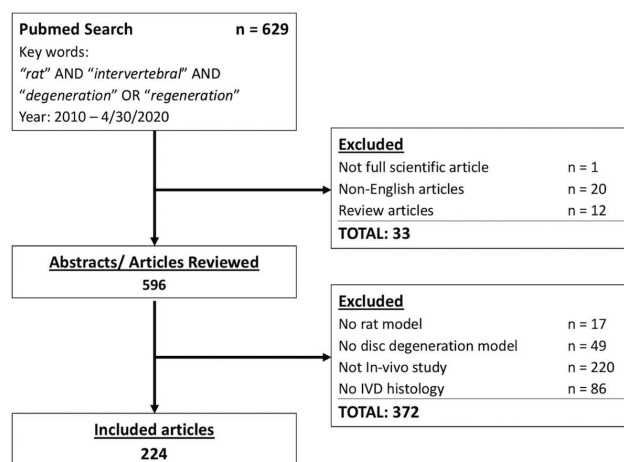 Pubmed Search n = 629
Key words:
“rat” AND “intervertebral” AND
“degeneration” OR “regeneration”
Year: 2010 – 4/30/2020
Excluded
Not full scientific article n = 1
Non-English articles n = 20
Review articles n = 12
TOTAL: 33
Abstracts/ Articles Reviewed
596
Excluded
No rat model n = 17
No disc degeneration model n = 49
Not In-vivo study n = 220
No IVD histology n = 86
TOTAL: 372
Included articles
224